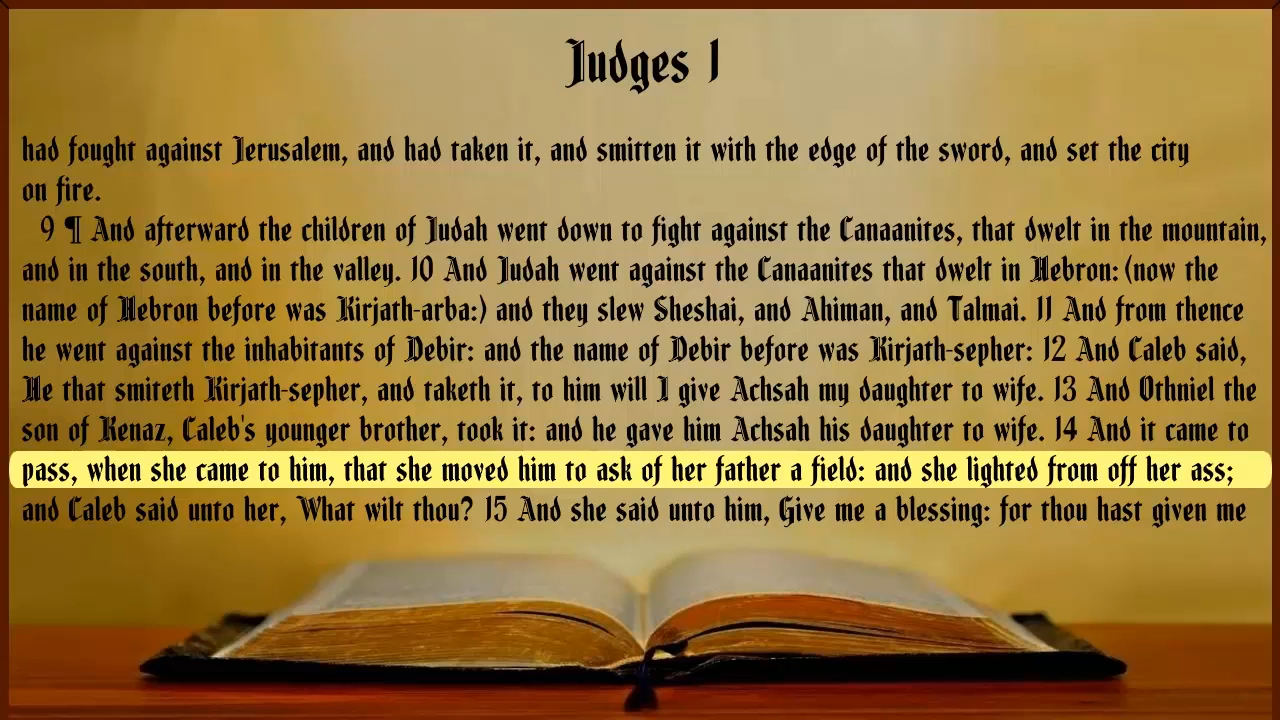 Judges 1
had fought against Jerusalem, and had taken it, and smitten it with the edge of the sword, and set the city
on fire.
9 ¶ And afterward the children of Judah went down to fight against the Canaanites, that dwelt in the mountain,
and in the south, and in the valley. 10 And Judah went against the Canaanites that dwelt in Hebron: (now the
name of Hebron before was Kirjath-arba:) and they slew Sheshai, and Ahiman, and Talmai. 11 And from thence
he went against the inhabitants of Debir: and the name of Debir before was Kirjath-sepher: 12 And Caleb said,
He that smiteth Kirjath-sepher, and taketh it, to him will I give Achsah my daughter to wife. 13 And Othniel the
son of Kenaz, Caleb's younger brother, took it: and he gave him Achsah his daughter to wife. 14 And it came to
pass, when she came to him, that she moved him to ask of her father a field: and she lighted from off her ass;
and Caleb said unto her, What wilt thou? 15 And she said unto him, Give me a blessing: for thou hast given me